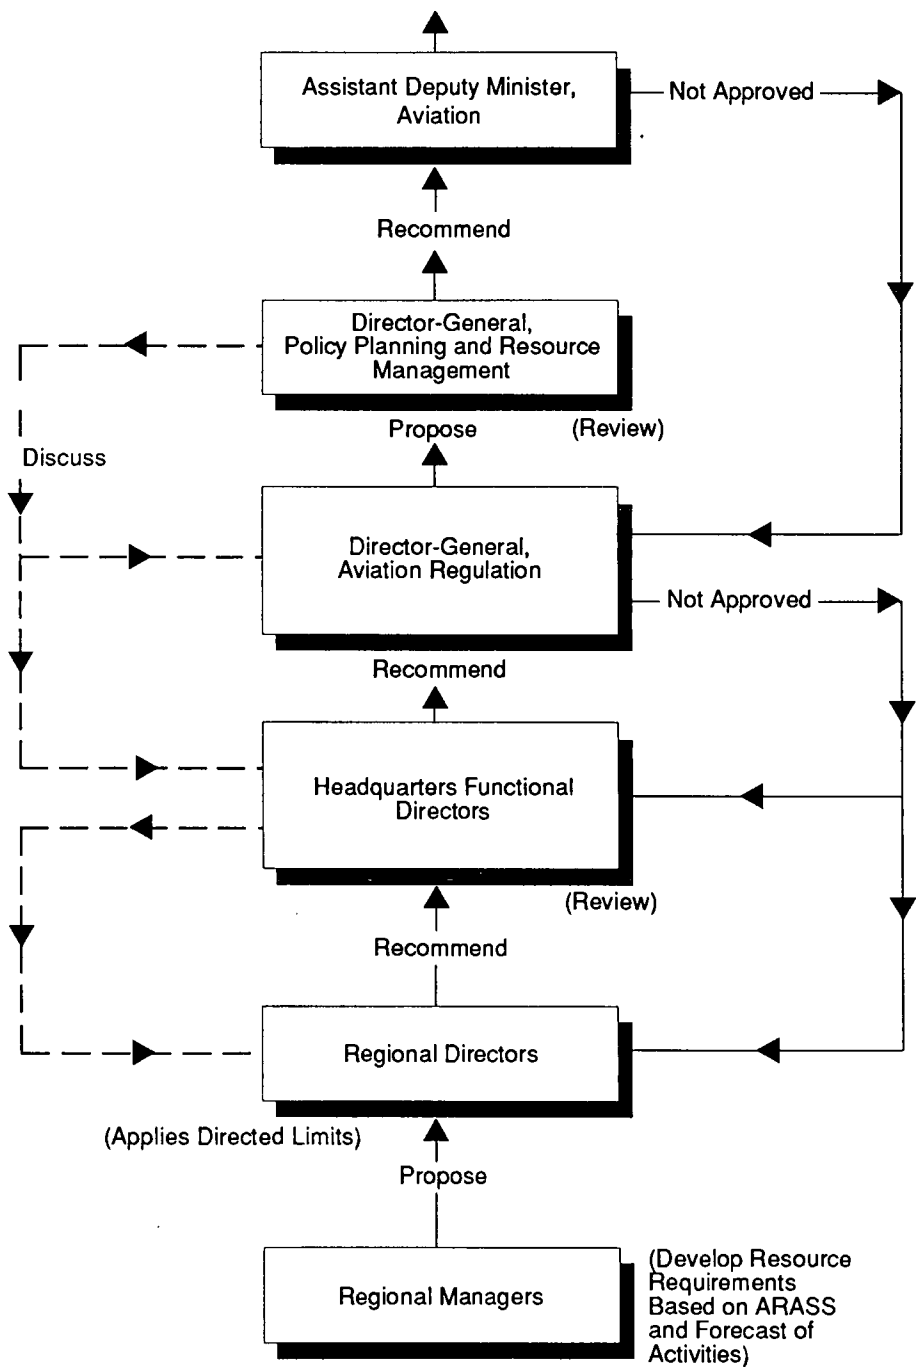 Assistant Deputy Minister,
Aviation
Not Approved
Recommend
Director-General,
Policy Planning and Resource
Management
Propose
(Review)
Discuss
Director-General,
Aviation Regulation
Not Approved
Recommend
Headquarters Functional
Directors
(Review)
Recommend
Regional Directors
(Applies Directed Limits)
Propose
Regional Managers
(Develop Resource
Requirements
Based on ARASS
and Forecast of
Activities)